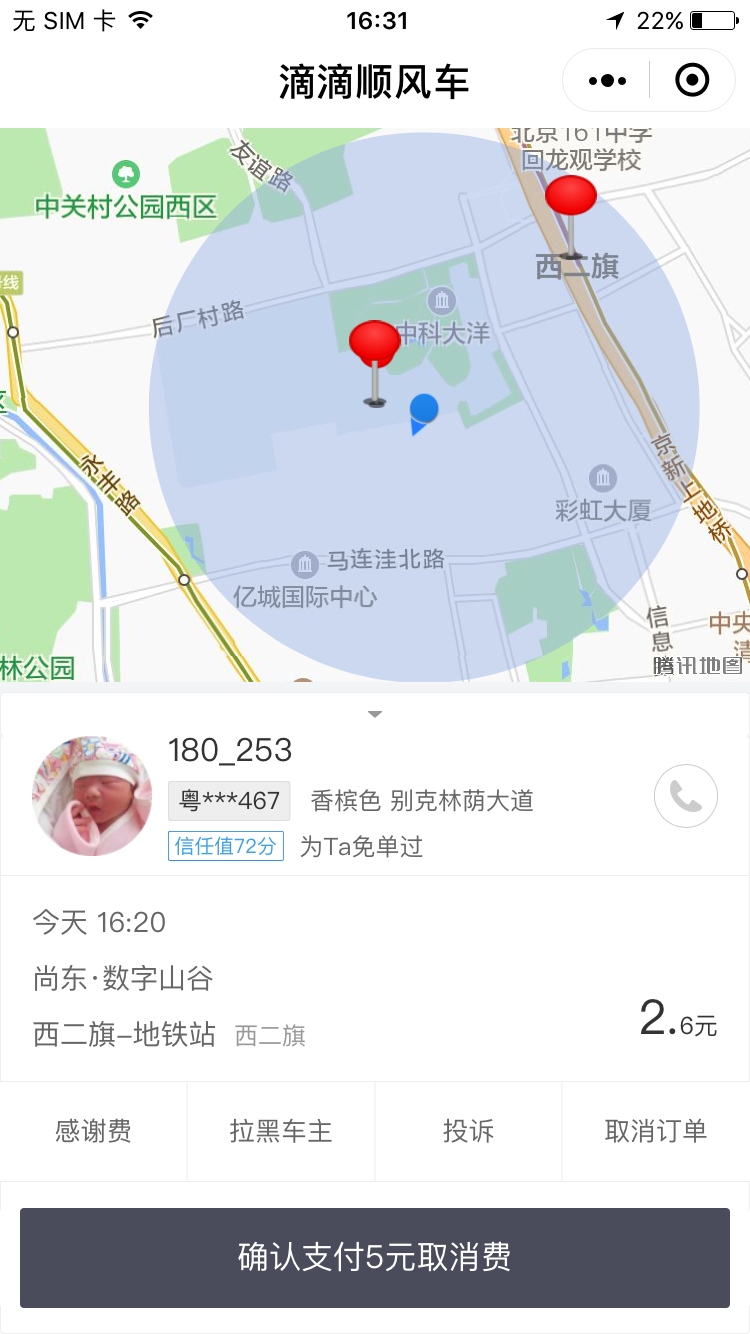 无 SIM 卡
16:31
22%
滴滴顺风车
北京161中学
回龙观学校
友谊路
中关村公园西区
西二旗
号线
后厂村路
中科大洋
永丰路
京新上地桥
彩虹大厦
马连洼北路
亿城国际中心
信息
中央
清
林公园
腾讯地图
180_253
粤***467
香槟色 别克林荫大道
信任值72分
为Ta免单过
今天 16:20
尚东·数字山谷
西二旗-地铁站 西二旗
2.6元
感谢费
拉黑车主
投诉
取消订单
确认支付5元取消费